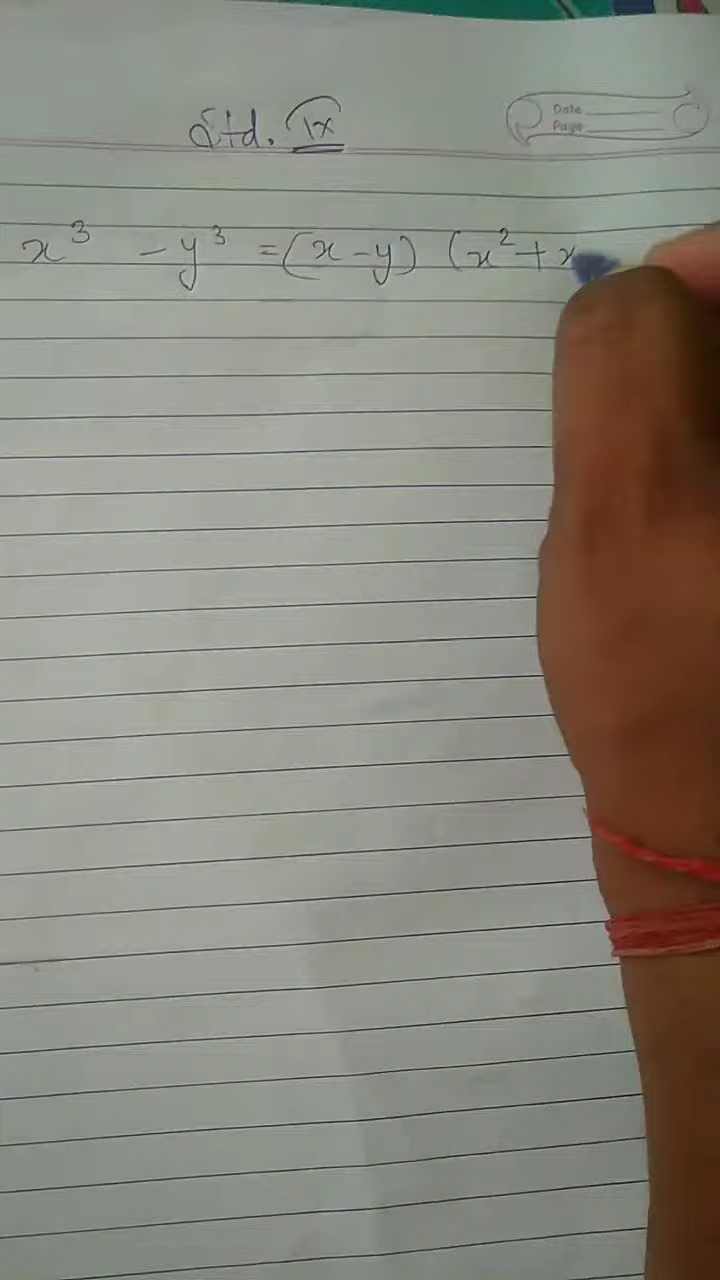 Std. IX
Date
Page
x³ - y³ = (x - y) (x² + x